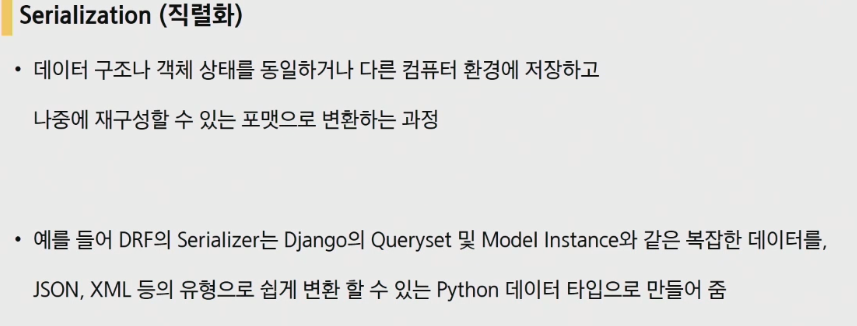 Serialization (직렬화)
• 데이터 구조나 객체 상태를 동일하거나 다른 컴퓨터 환경에 저장하고
나중에 재구성할 수 있는 포맷으로 변환하는 과정
• 예를 들어 DRF의 Serializer는 Django의 Queryset 및 Model Instance와 같은 복잡한 데이터를,
JSON, XML 등의 유형으로 쉽게 변환 할 수 있는 Python 데이터 타입으로 만들어 줌